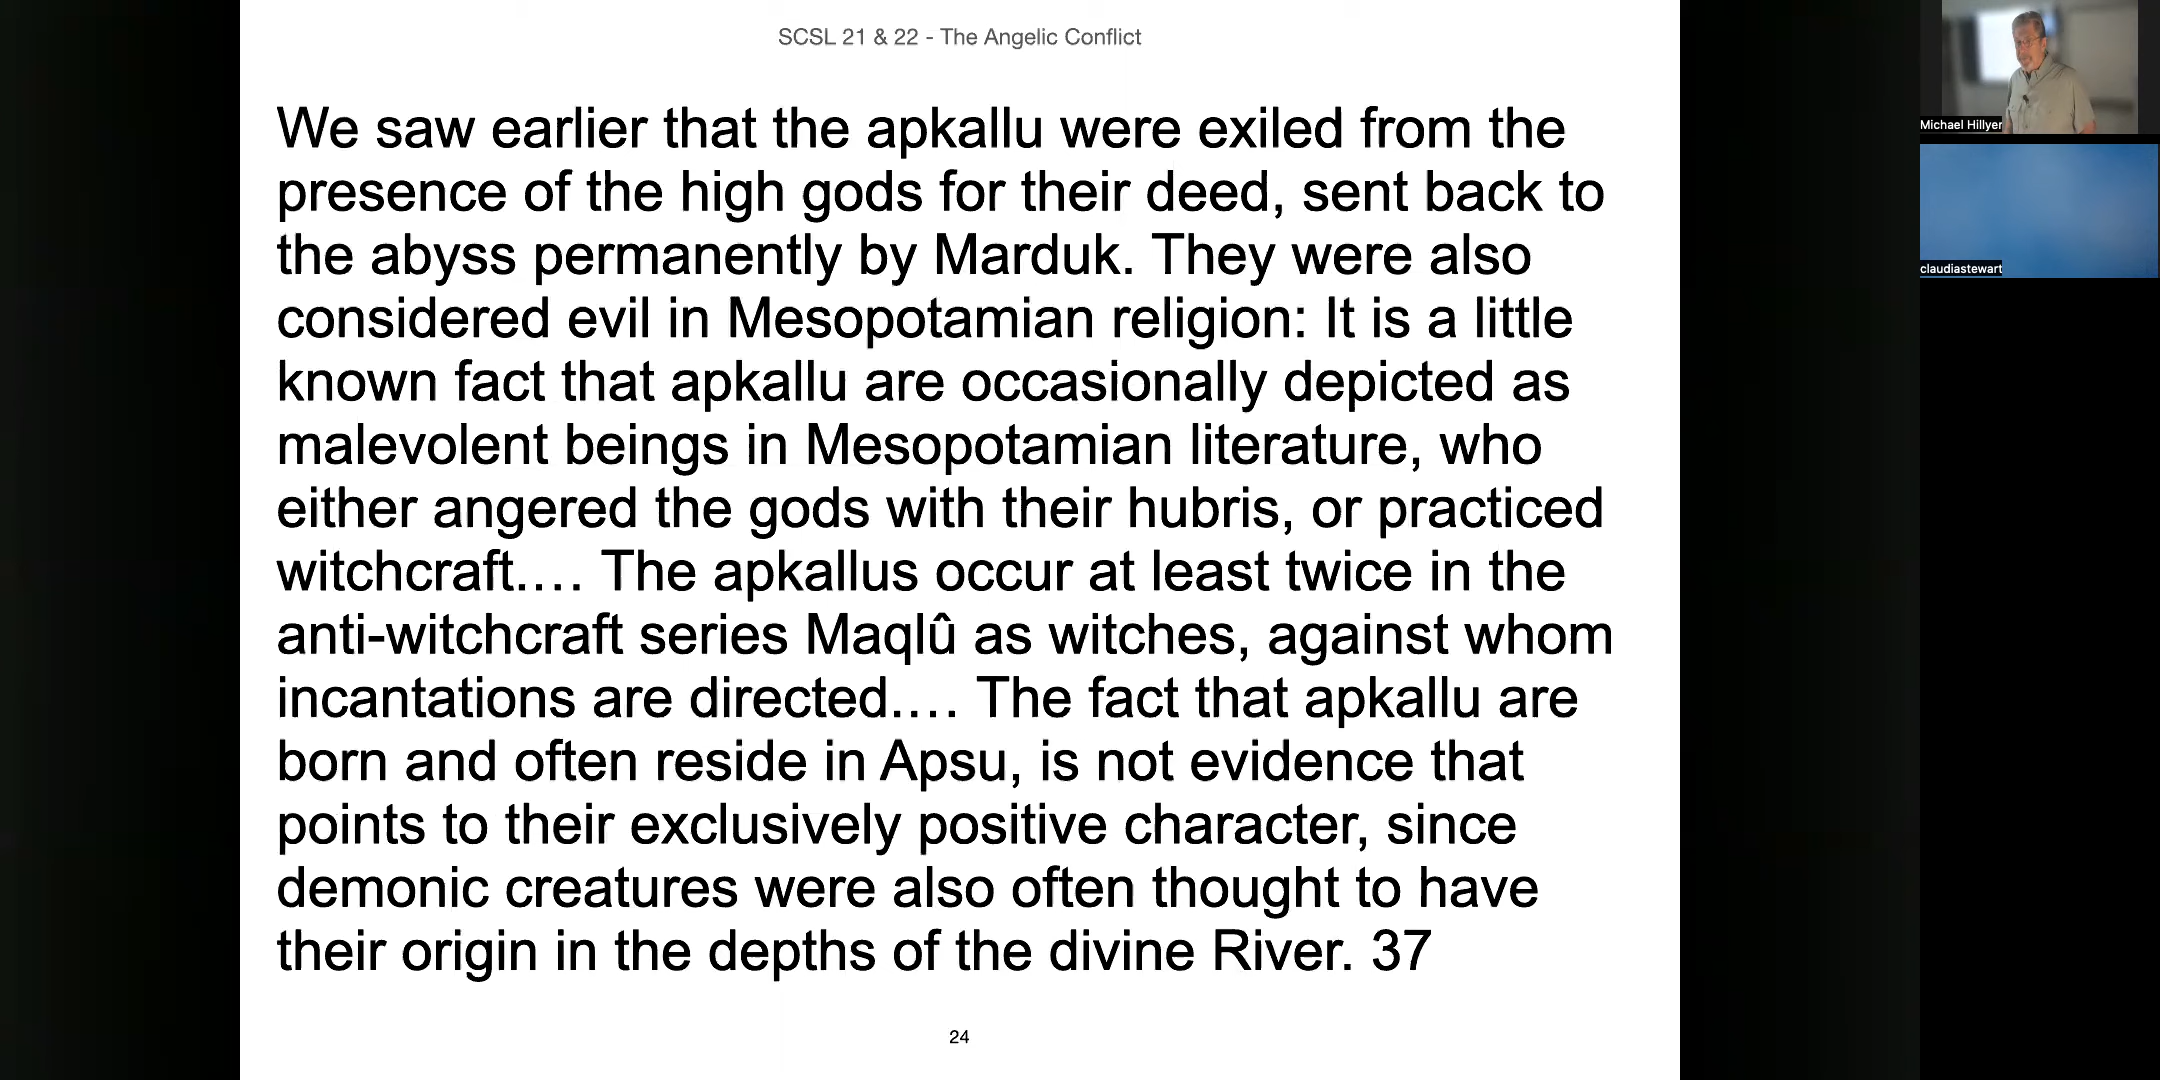 SCSL 21 & 22 - The Angelic Conflict
We saw earlier that the apkallu were exiled from the
presence of the high gods for their deed, sent back to
the abyss permanently by Marduk. They were also
considered evil in Mesopotamian religion: It is a little
known fact that apkallu are occasionally depicted as
malevolent beings in Mesopotamian literature, who
either angered the gods with their hubris, or practiced
witchcraft.… The apkallus occur at least twice in the
anti-witchcraft series Maqlû as witches, against whom
incantations are directed.… The fact that apkallu are
born and often reside in Apsu, is not evidence that
points to their exclusively positive character, since
demonic creatures were also often thought to have
their origin in the depths of the divine River. 37
24
Michael Hillyer
claudiastewart